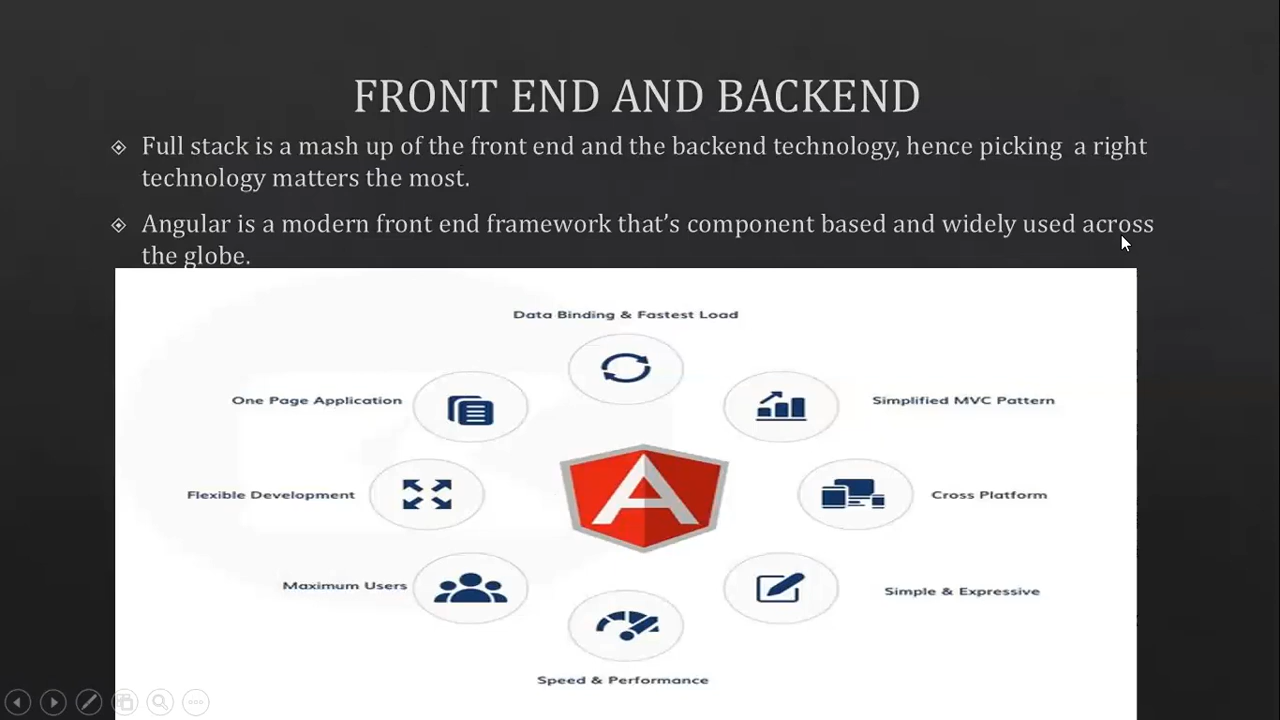 FRONT END AND BACKEND
Full stack is a mash up of the front end and the backend technology, hence picking a right
technology matters the most.
Angular is a modern front end framework that’s component based and widely used across
the globe.
Data Binding & Fastest Load
One Page Application
Simplified MVC Pattern
Flexible Development
A
Cross Platform
Maximum Users
Simple & Expressive
Speed & Performance